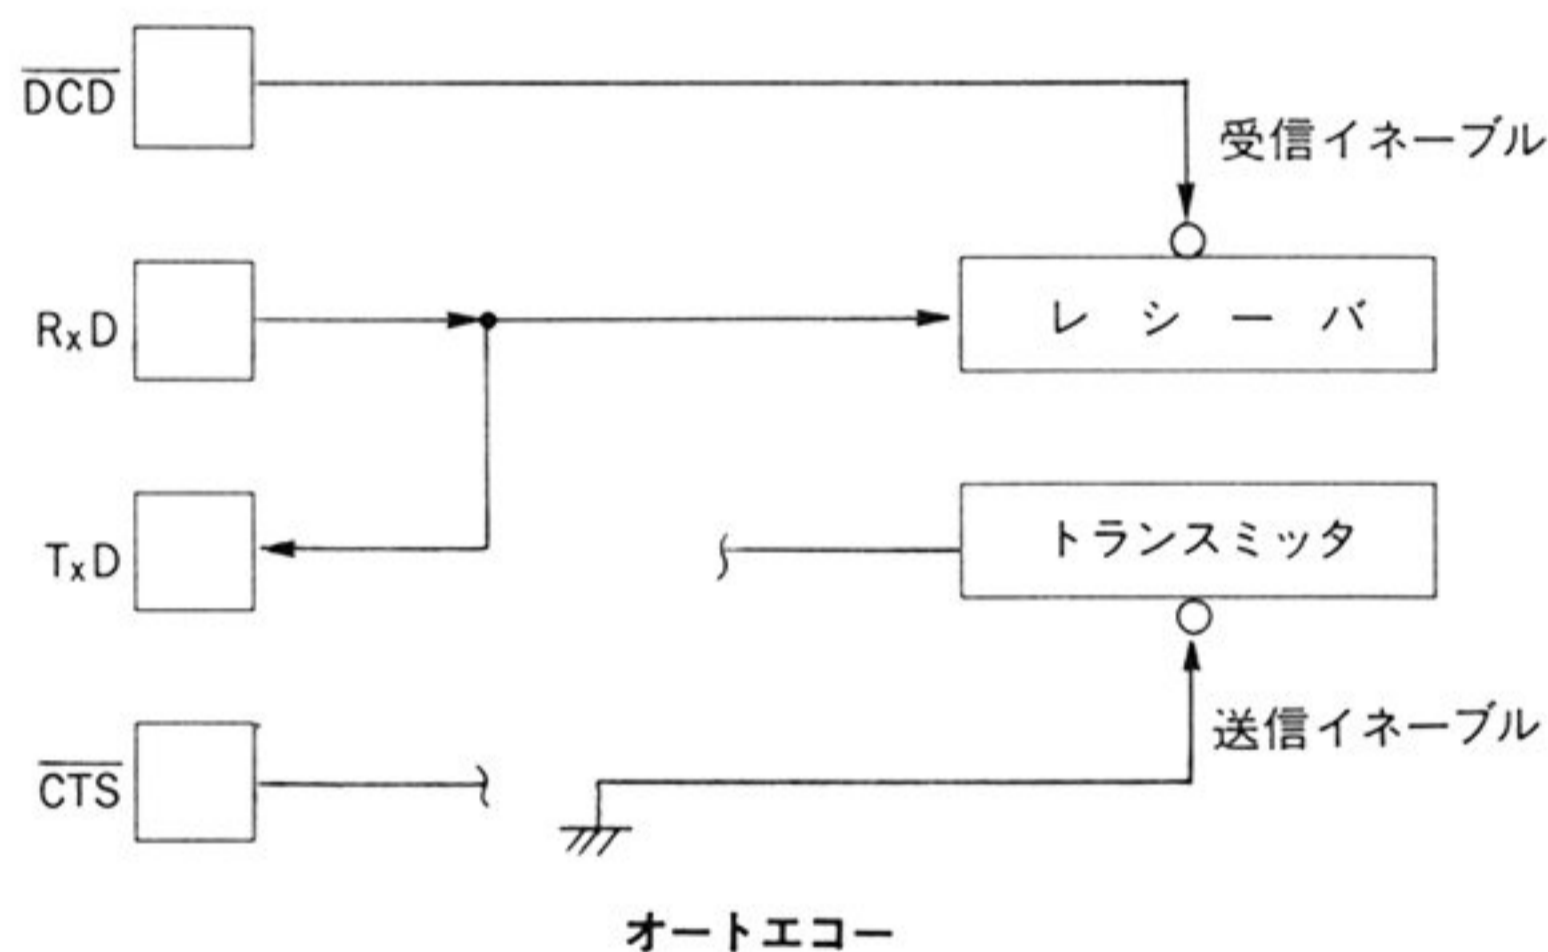 DCD
受信イネーブル
RxD
レシーバ
TxD
トランスミッタ
CTS
送信イネーブル
オートエコー